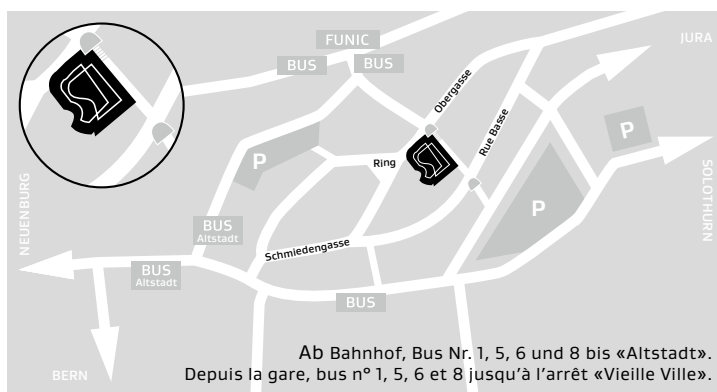 FUNIC
BUS
BUS
JURA
Obergasse
Rue Basse
P
P
Ring
P
NEUENBURG
SOLOTHURN
BUS
Altstadt
Schmiedengasse
BUS
Altstadt
BUS
BERN
Ab Bahnhof, Bus Nr. 1, 5, 6 und 8 bis «Altstadt».
Depuis la gare, bus n° 1, 5, 6 et 8 jusqu’à l’arrêt «Vieille Ville».